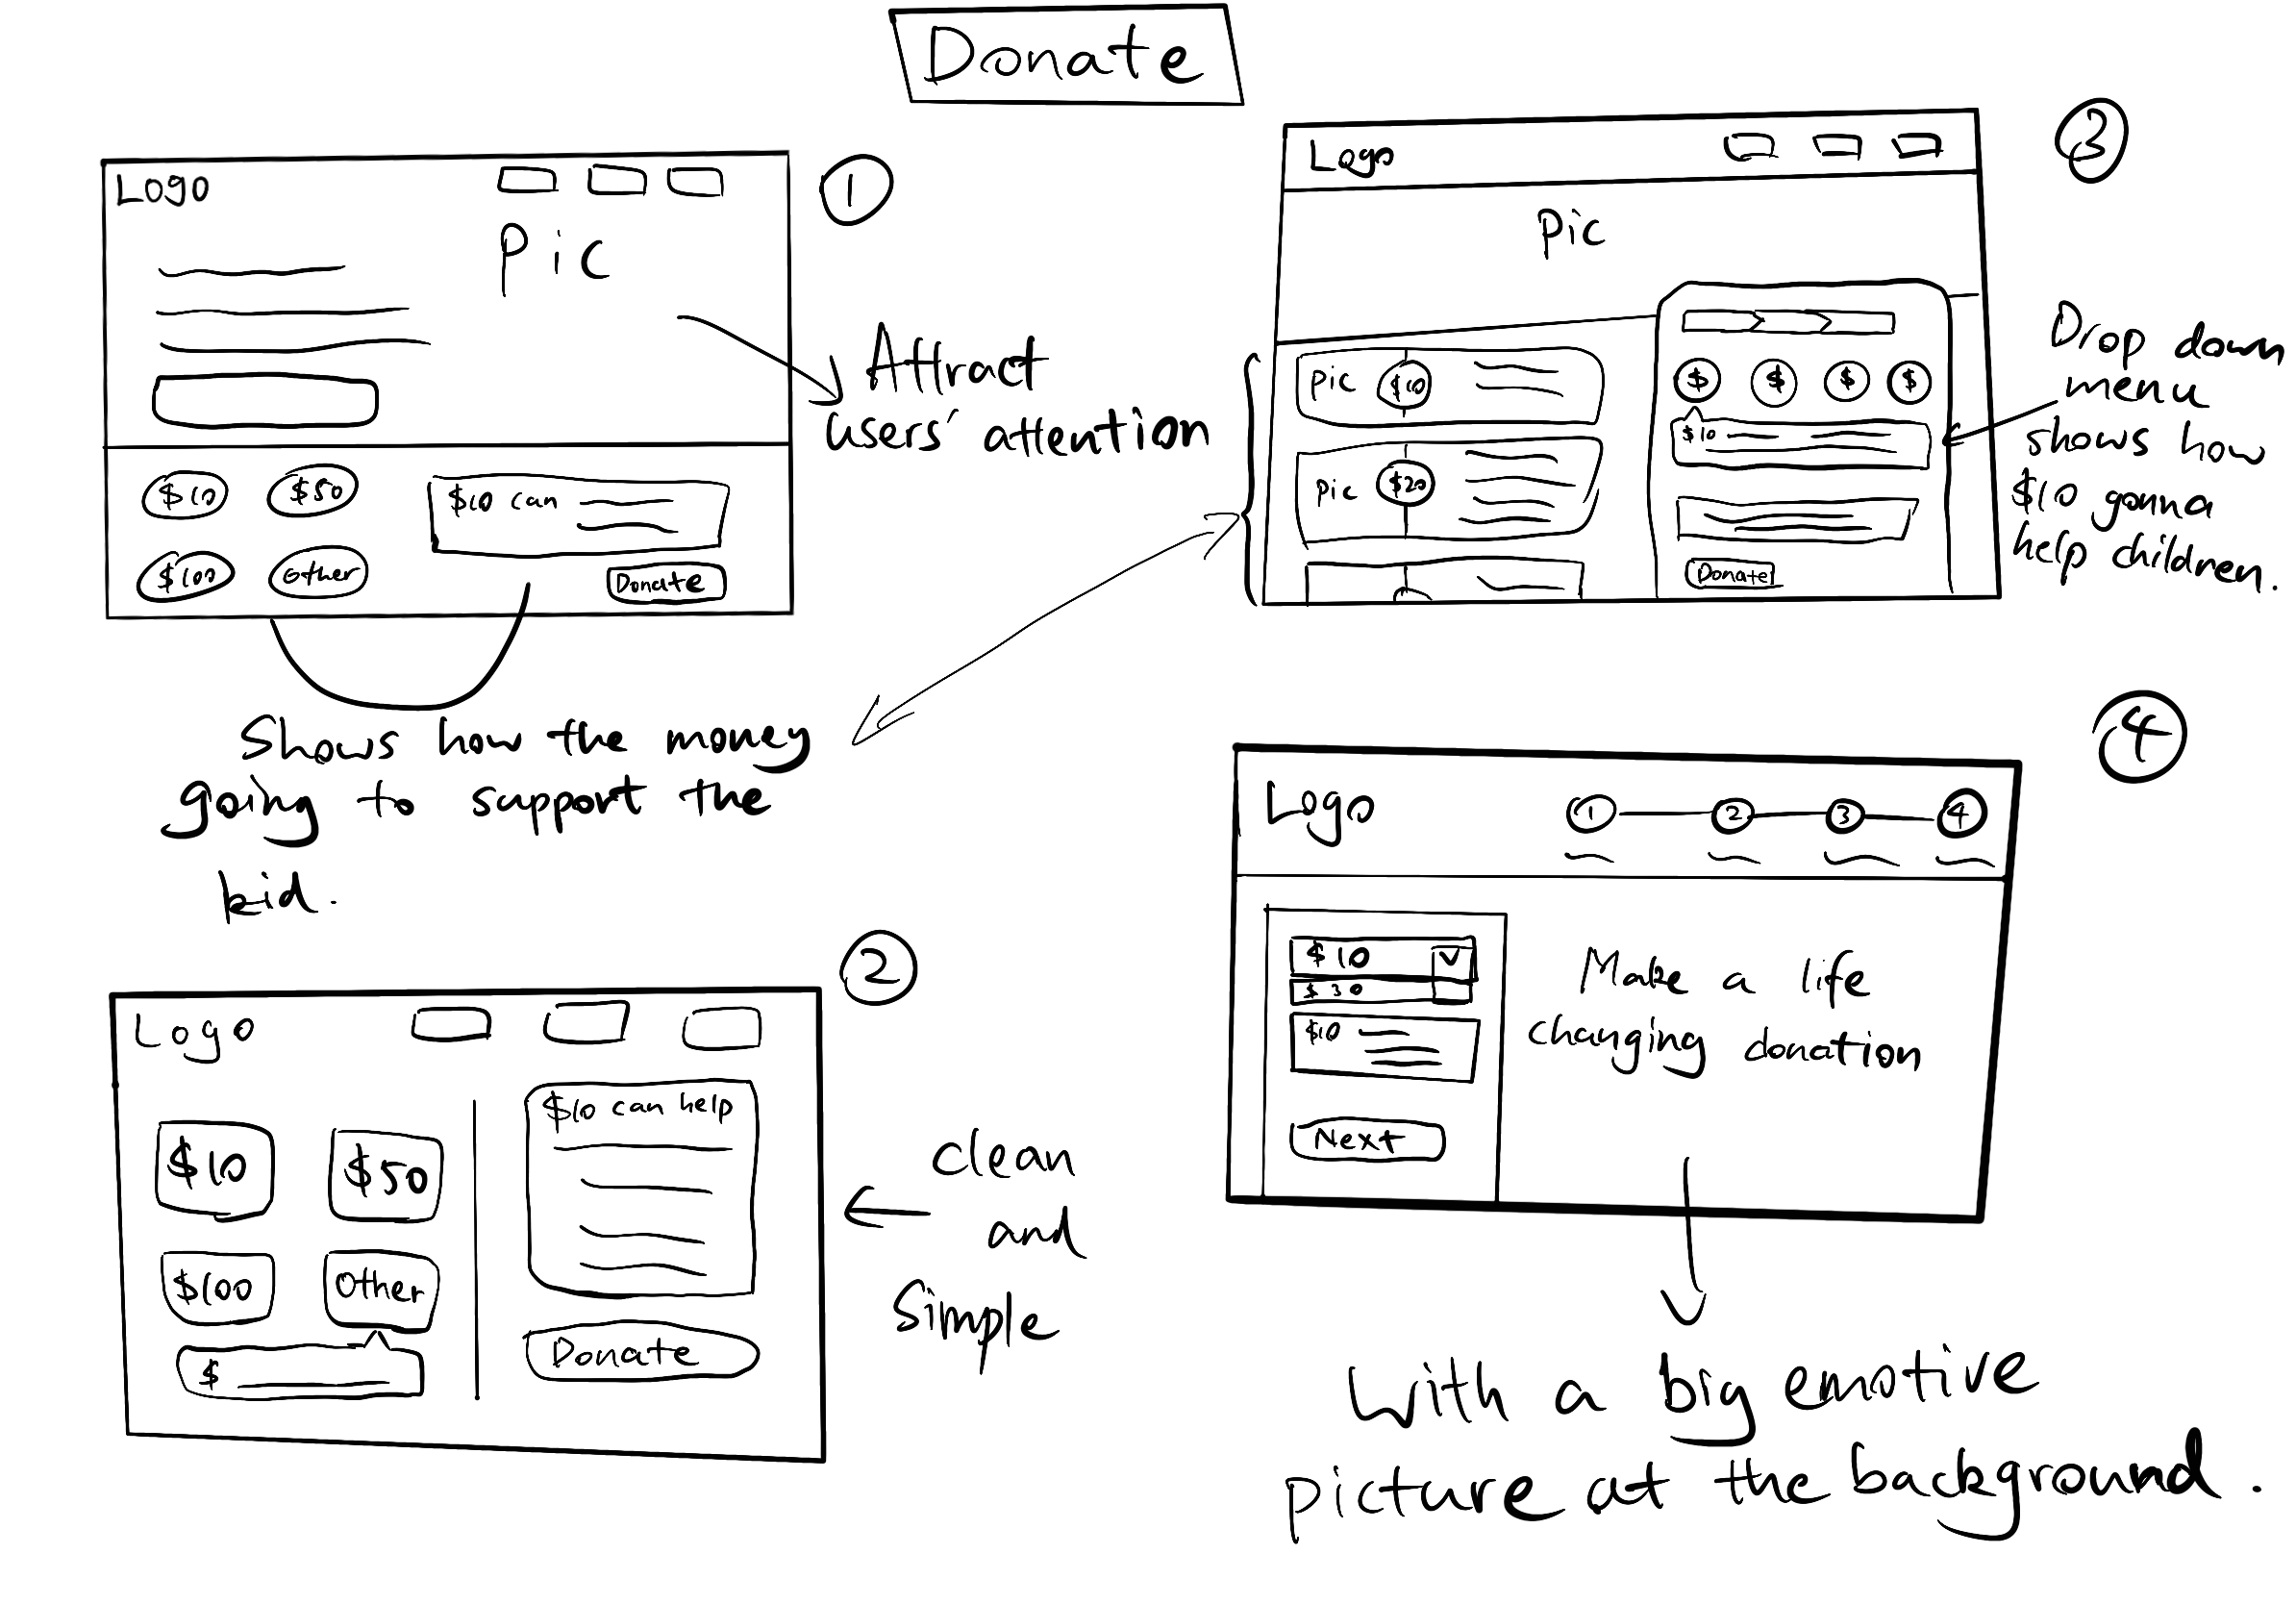 Donate
①
Logo
Pic
$10 $50
$100 Other
$10 can
Donate
Attract
users' attention
Shows how the money
going to support the
kid.
②
Logo
$10 $50
$100 Other
$
$10 can help
Donate
clean
and
simple
③
Logo
Pic
Pic $10
Pic $20
$ $ $ $
$10
Donate
Drop down
menu
shows how
$10 gonna
help children.
④
Logo
1 2 3 4
$10
$30
$10
Next
Make a life
changing donation
With a big emotive
picture at the background.